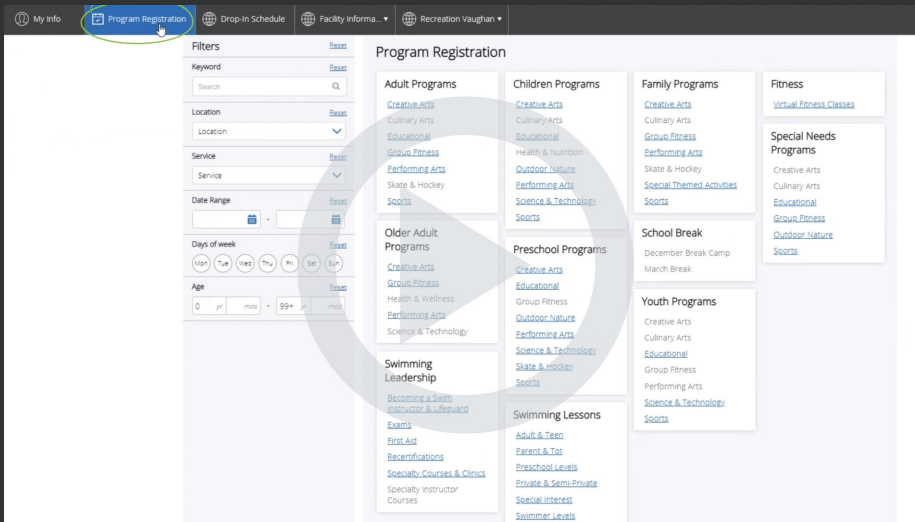 My Info
Program Registration
Drop-In Schedule
Facility Informa... ▾
Recreation Vaughan ▾
Filters
Reset
Keyword
Reset
Search
Location
Reset
Location
Service
Reset
Service
Date Range
Reset
-
Days of week
Reset
Mon Tue Wed Thu Fri Sat Sun
Age
Reset
0 yr mos - 99+ yr mos
Program Registration
Adult Programs
Creative Arts
Culinary Arts
Educational
Group Fitness
Performing Arts
Skate & Hockey
Sports
Older Adult
Programs
Creative Arts
Group Fitness
Health & Wellness
Performing Arts
Science & Technology
Swimming
Leadership
Becoming a Swim
Instructor & Lifeguard
Exams
First Aid
Recertifications
Specialty Courses & Clinics
Specialty Instructor
Courses
Children Programs
Creative Arts
Culinary Arts
Educational
Health & Nutrition
Outdoor Nature
Performing Arts
Science & Technology
Sports
Preschool Programs
Creative Arts
Educational
Group Fitness
Outdoor Nature
Performing Arts
Science & Technology
Skate & Hockey
Sports
Swimming Lessons
Adult & Teen
Parent & Tot
Preschool Levels
Private & Semi-Private
Special Interest
Swimmer Levels
Family Programs
Creative Arts
Culinary Arts
Group Fitness
Performing Arts
Skate & Hockey
Special Themed Activities
Sports
School Break
December Break Camp
March Break
Youth Programs
Creative Arts
Culinary Arts
Educational
Group Fitness
Performing Arts
Science & Technology
Sports
Fitness
Virtual Fitness Classes
Special Needs
Programs
Creative Arts
Culinary Arts
Educational
Group Fitness
Outdoor Nature
Sports